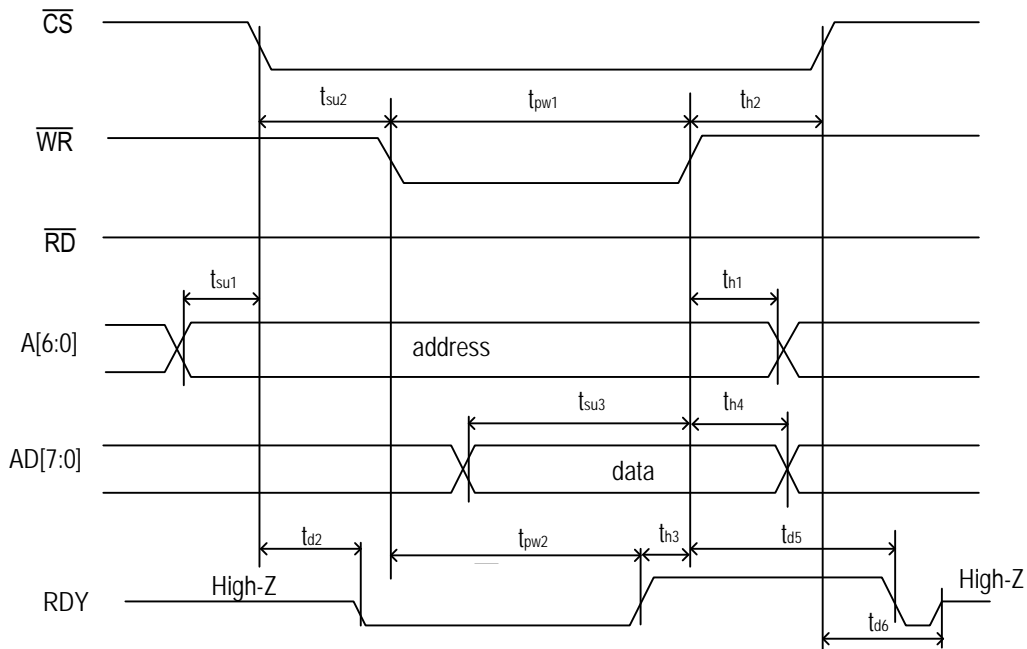 CS
tsu2 tpw1 th2
WR
RD
tsu1 th1
A[6:0] address
tsu3 th4
AD[7:0] data
td2 tpw2 th3 td5
High-Z High-Z
RDY
td6